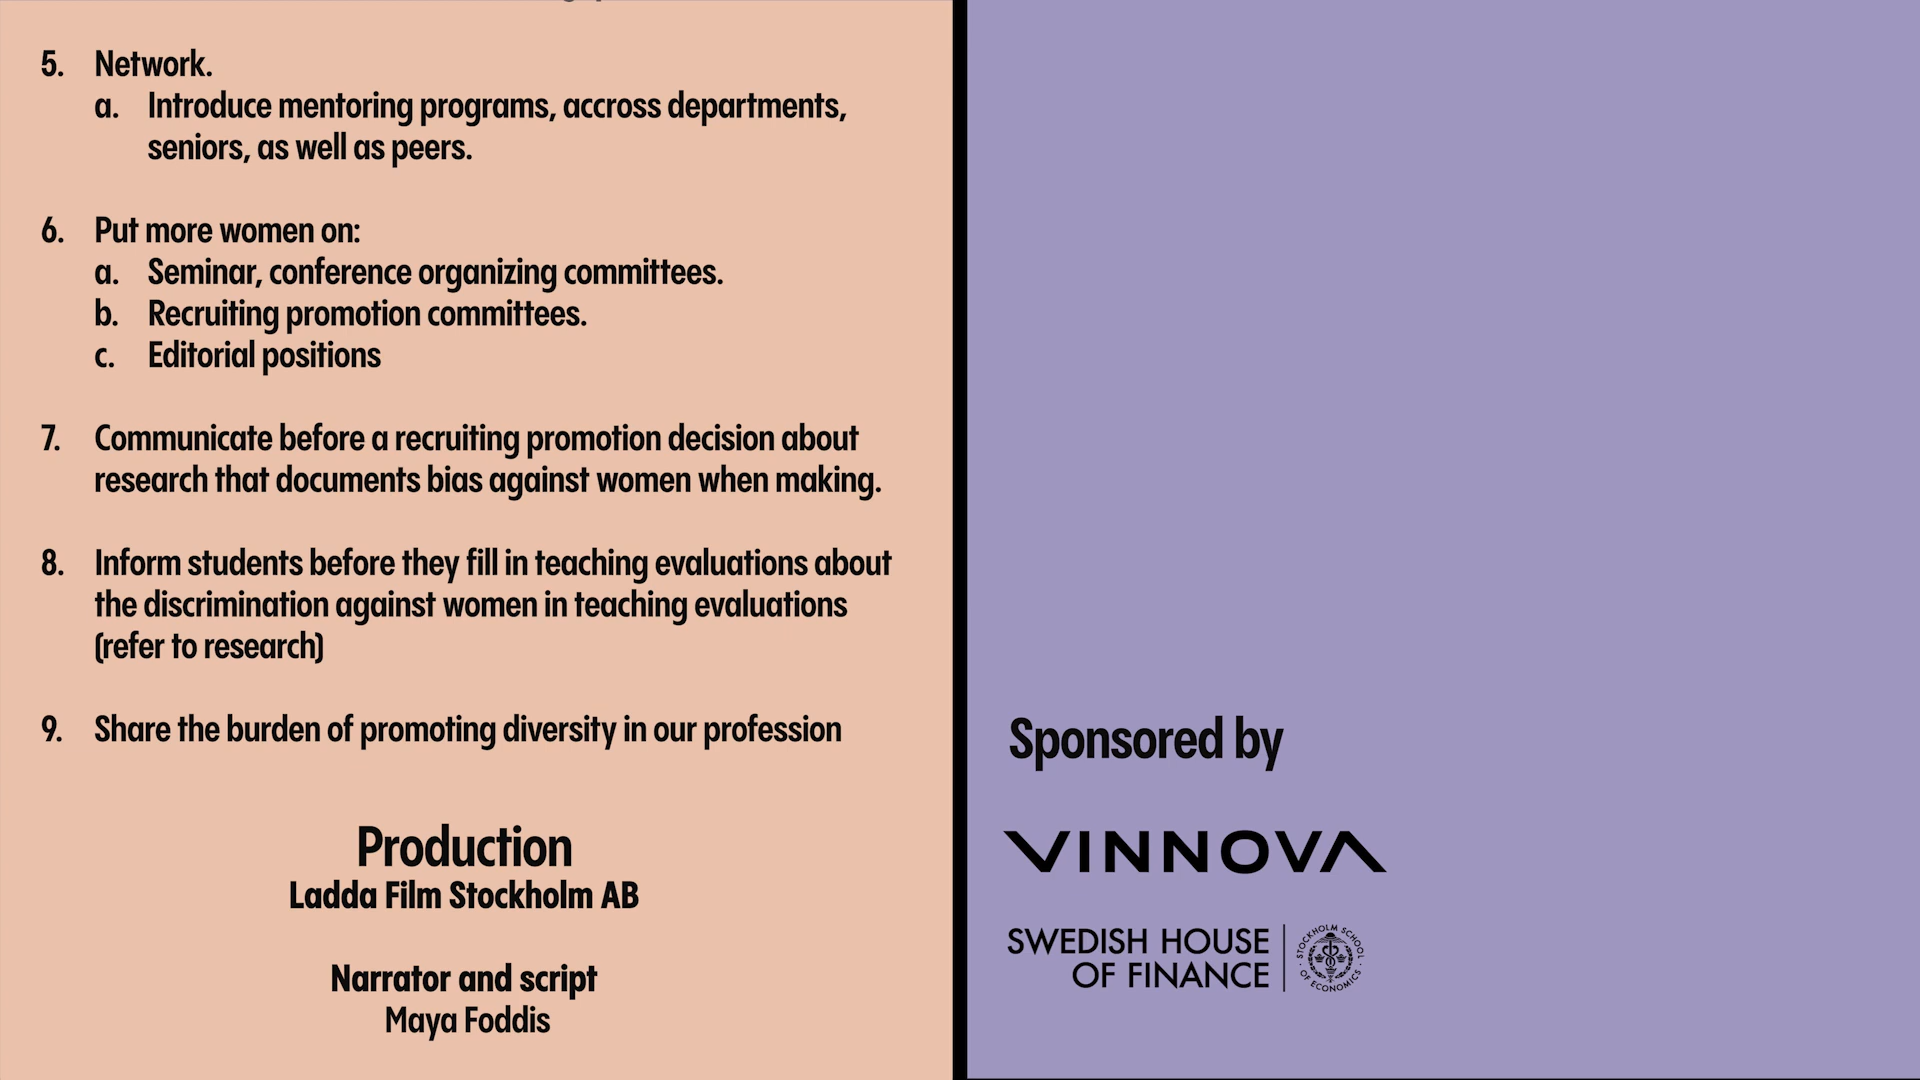 5. Network.
a. Introduce mentoring programs, accross departments,
seniors, as well as peers.
6. Put more women on:
a. Seminar, conference organizing committees.
b. Recruiting promotion committees.
c. Editorial positions
7. Communicate before a recruiting promotion decision about
research that documents bias against women when making.
8. Inform students before they fill in teaching evaluations about
the discrimination against women in teaching evaluations
(refer to research)
9. Share the burden of promoting diversity in our profession
Production
Ladda Film Stockholm AB
Narrator and script
Maya Foddis
Sponsored by
VINNOVA
SWEDISH HOUSE
OF FINANCE
STOCKHOLM SCHOOL
OF ECONOMICS